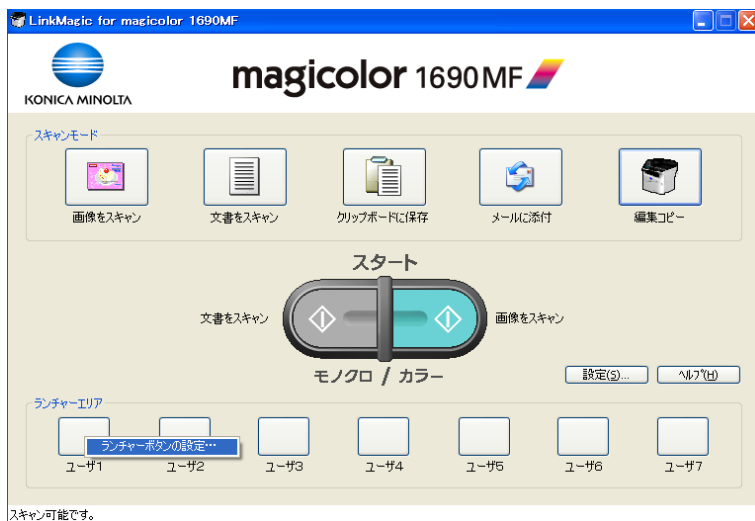 LinkMagic for magicolor 1690MF
KONICA MINOLTA
magicolor 1690MF
スキャンモード
画像をスキャン 文書をスキャン クリップボードに保存 メールに添付 編集コピー
スタート
文書をスキャン 画像をスキャン
モノクロ / カラー
設定(S)... ヘルプ(H)
ランチャーエリア
ランチャーボタンの設定…
ユーザ1 ユーザ2 ユーザ3 ユーザ4 ユーザ5 ユーザ6 ユーザ7
スキャン可能です。